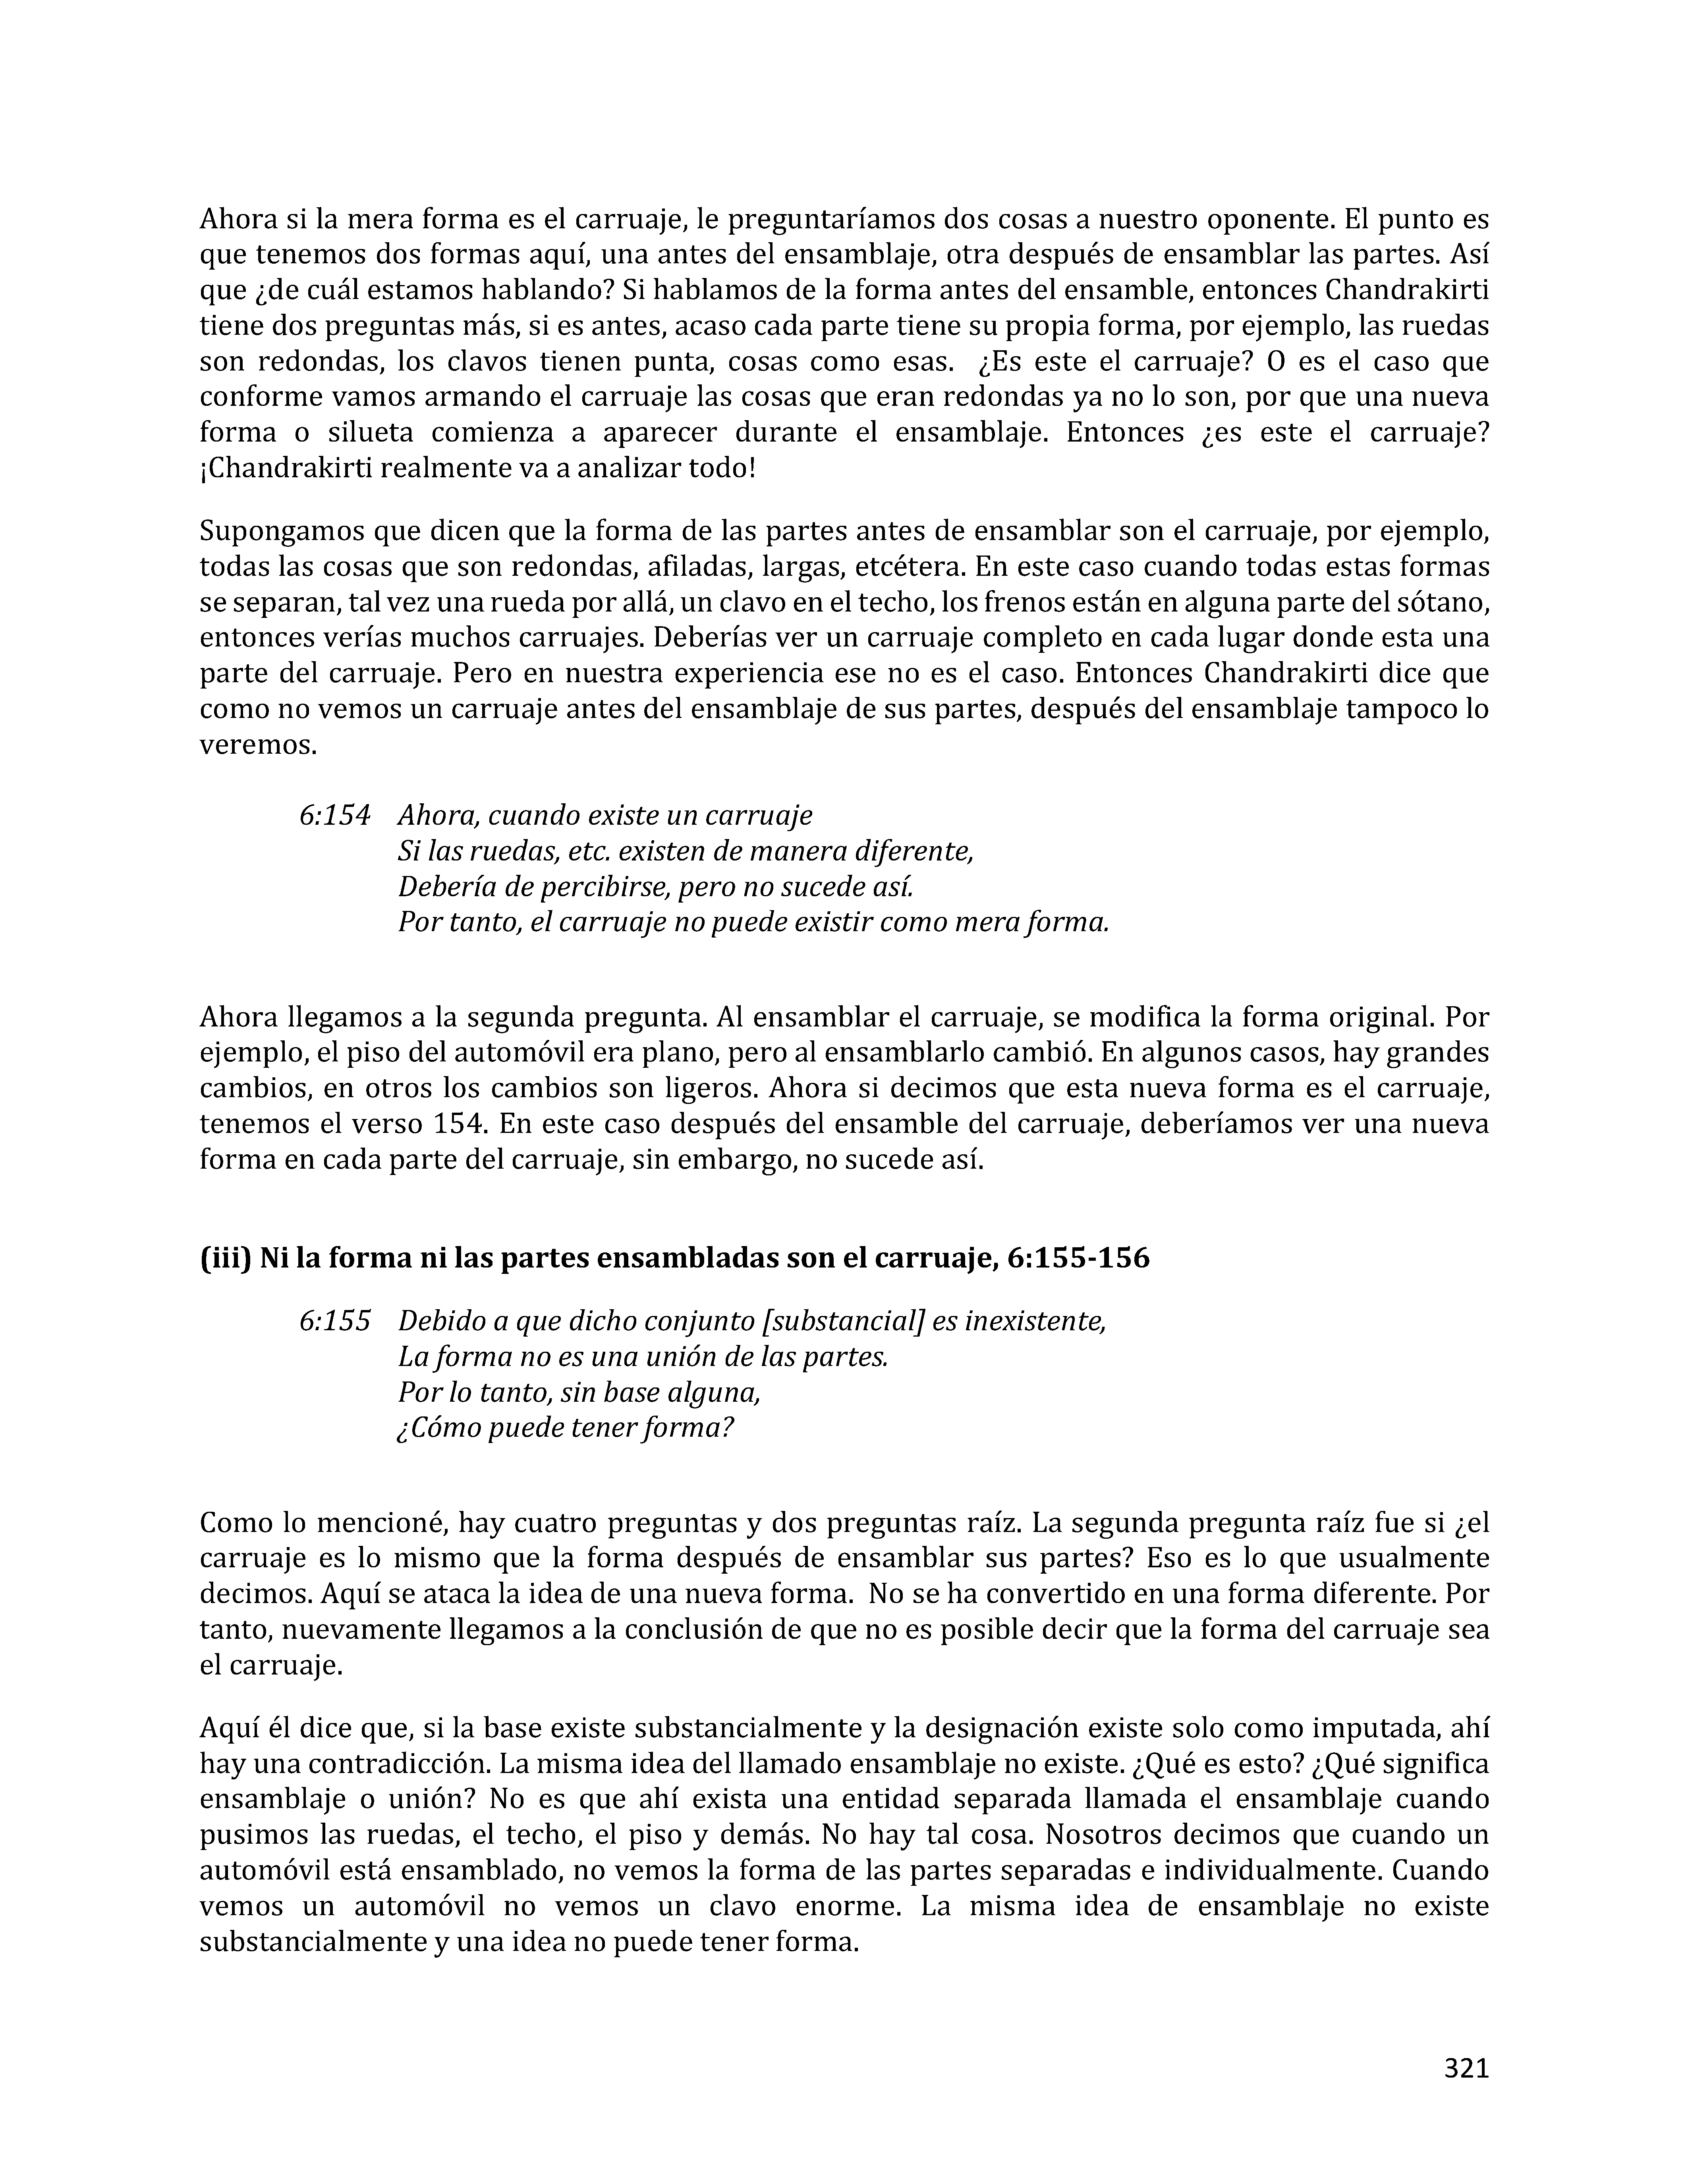 Ahora si la mera forma es el carruaje, le preguntaríamos dos cosas a nuestro oponente. El punto es
que tenemos dos formas aquí, una antes del ensamblaje, otra después de ensamblar las partes. Así
que ¿de cuál estamos hablando? Si hablamos de la forma antes del ensamble, entonces Chandrakirti
tiene dos preguntas más, si es antes, acaso cada parte tiene su propia forma, por ejemplo, las ruedas
son redondas, los clavos tienen punta, cosas como esas.  ¿Es este el carruaje? O es el caso que
conforme vamos armando el carruaje las cosas que eran redondas ya no lo son, por que una nueva
forma o silueta comienza a aparecer durante el ensamblaje. Entonces ¿es este el carruaje?
¡Chandrakirti realmente va a analizar todo!
Supongamos que dicen que la forma de las partes antes de ensamblar son el carruaje, por ejemplo,
todas las cosas que son redondas, afiladas, largas, etcétera. En este caso cuando todas estas formas
se separan, tal vez una rueda por allá, un clavo en el techo, los frenos están en alguna parte del sótano,
entonces verías muchos carruajes. Deberías ver un carruaje completo en cada lugar donde esta una
parte del carruaje. Pero en nuestra experiencia ese no es el caso. Entonces Chandrakirti dice que
como no vemos un carruaje antes del ensamblaje de sus partes, después del ensamblaje tampoco lo
veremos.
6:154 Ahora, cuando existe un carruaje
Si las ruedas, etc. existen de manera diferente,
Debería de percibirse, pero no sucede así.
Por tanto, el carruaje no puede existir como mera forma.
Ahora llegamos a la segunda pregunta. Al ensamblar el carruaje, se modifica la forma original. Por
ejemplo, el piso del automóvil era plano, pero al ensamblarlo cambió. En algunos casos, hay grandes
cambios, en otros los cambios son ligeros. Ahora si decimos que esta nueva forma es el carruaje,
tenemos el verso 154. En este caso después del ensamble del carruaje, deberíamos ver una nueva
forma en cada parte del carruaje, sin embargo, no sucede así.
(iii) Ni la forma ni las partes ensambladas son el carruaje, 6:155-156
6:155 Debido a que dicho conjunto [substancial] es inexistente,
La forma no es una unión de las partes.
Por lo tanto, sin base alguna,
¿Cómo puede tener forma?
Como lo mencioné, hay cuatro preguntas y dos preguntas raíz. La segunda pregunta raíz fue si ¿el
carruaje es lo mismo que la forma después de ensamblar sus partes? Eso es lo que usualmente
decimos. Aquí se ataca la idea de una nueva forma.  No se ha convertido en una forma diferente. Por
tanto, nuevamente llegamos a la conclusión de que no es posible decir que la forma del carruaje sea
el carruaje.
Aquí él dice que, si la base existe substancialmente y la designación existe solo como imputada, ahí
hay una contradicción. La misma idea del llamado ensamblaje no existe. ¿Qué es esto? ¿Qué significa
ensamblaje o unión? No es que ahí exista una entidad separada llamada el ensamblaje cuando
pusimos las ruedas, el techo, el piso y demás. No hay tal cosa. Nosotros decimos que cuando un
automóvil está ensamblado, no vemos la forma de las partes separadas e individualmente. Cuando
vemos un automóvil no vemos un clavo enorme. La misma idea de ensamblaje no existe
substancialmente y una idea no puede tener forma.
321